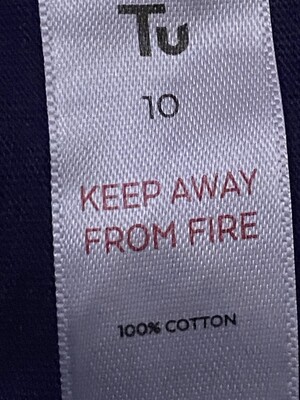 Tu
10
KEEP AWAY
FROM FIRE
100% COTTON